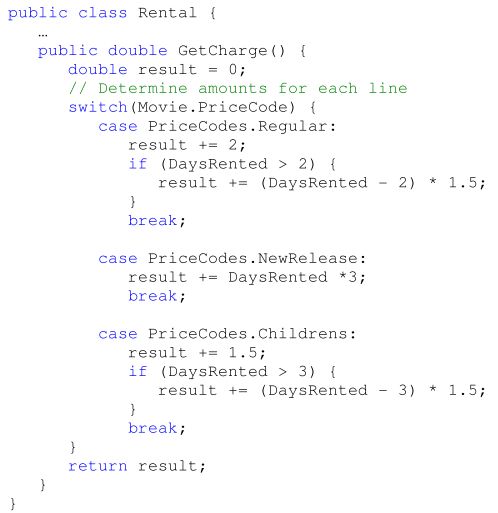 public class Rental {
…
public double GetCharge() {
double result = 0;
// Determine amounts for each line
switch(Movie.PriceCode) {
case PriceCodes.Regular:
result += 2;
if (DaysRented > 2) {
result += (DaysRented - 2) * 1.5;
}
break;
case PriceCodes.NewRelease:
result += DaysRented *3;
break;
case PriceCodes.Childrens:
result += 1.5;
if (DaysRented > 3) {
result += (DaysRented - 3) * 1.5;
}
break;
}
return result;
}
}